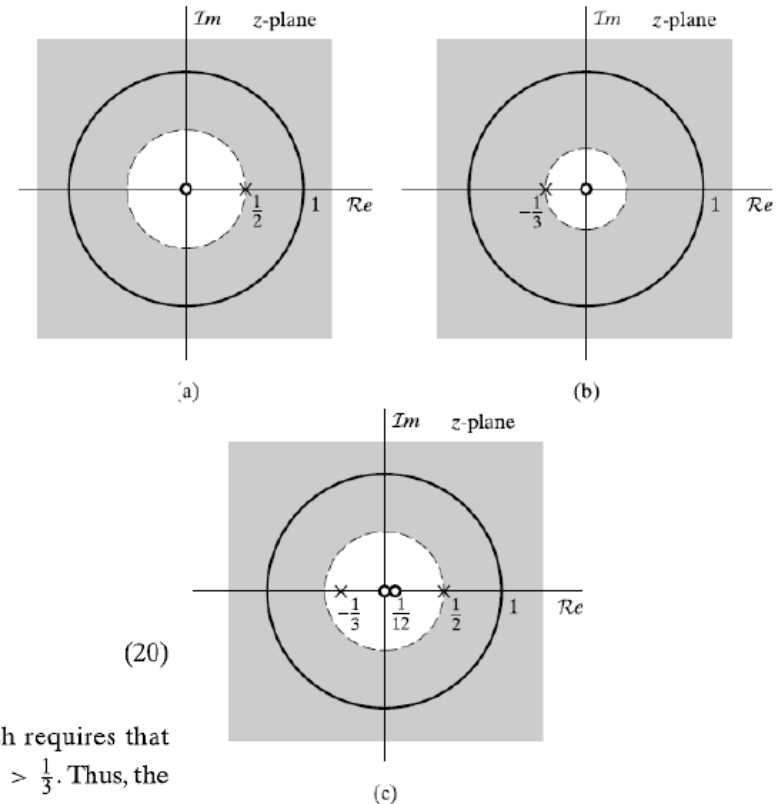 Im z-plane
Im z-plane
1/2 1 Re
-1/3 1 Re
(a)
(b)
Im z-plane
-1/3 1/12 1/2 1 Re
(20)
h requires that
> 1/3. Thus, the
(c)